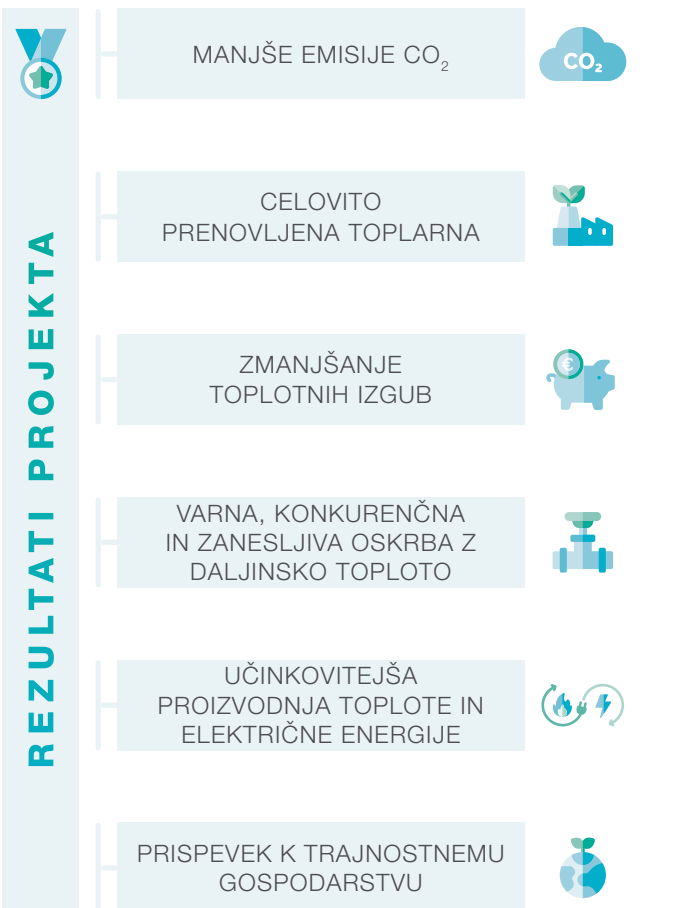 REZULTATI PROJEKTA
MANJŠE EMISIJE CO₂
CO₂
CELOVITO
PRENOVLJENA TOPLARNA
ZMANJŠANJE
TOPLOTNIH IZGUB
€
VARNA, KONKURENČNA
IN ZANESLJIVA OSKRBA Z
DALJINSKO TOPLOTO
UČINKOVITEJŠA
PROIZVODNJA TOPLOTE IN
ELEKTRIČNE ENERGIJE
PRISPEVEK K TRAJNOSTNEMU
GOSPODARSTVU